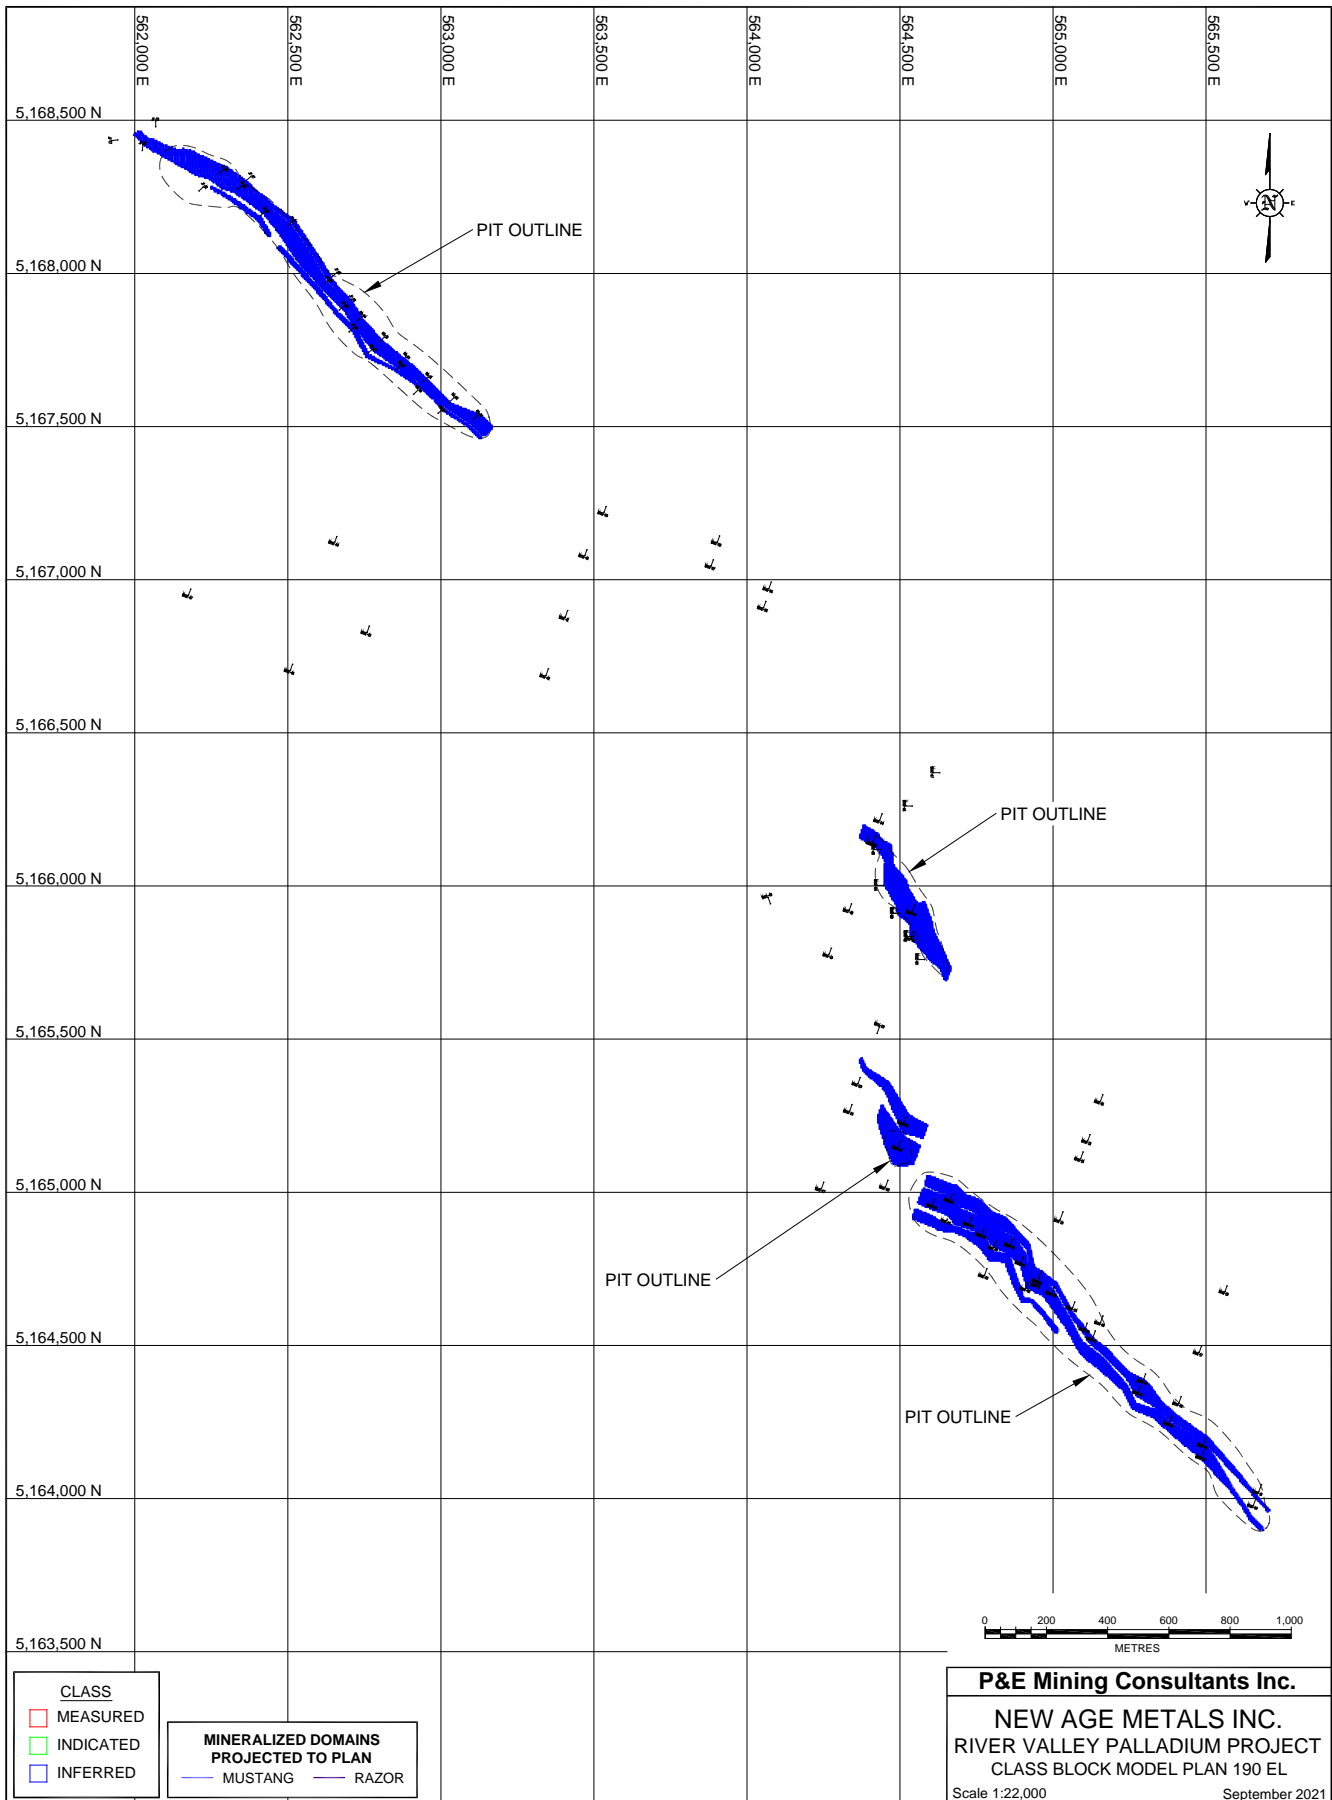 562,000 E
562,500 E
563,000 E
563,500 E
564,000 E
564,500 E
565,000 E
565,500 E
5,168,500 N
N
W
E
PIT OUTLINE
5,168,000 N
5,167,500 N
5,167,000 N
5,166,500 N
PIT OUTLINE
5,166,000 N
5,165,500 N
5,165,000 N
PIT OUTLINE
5,164,500 N
PIT OUTLINE
5,164,000 N
5,163,500 N
0 200 400 600 800 1,000
METRES
CLASS
MEASURED
INDICATED
INFERRED
MINERALIZED DOMAINS
PROJECTED TO PLAN
MUSTANG RAZOR
P&E Mining Consultants Inc.
NEW AGE METALS INC.
RIVER VALLEY PALLADIUM PROJECT
CLASS BLOCK MODEL PLAN 190 EL
Scale 1:22,000 September 2021